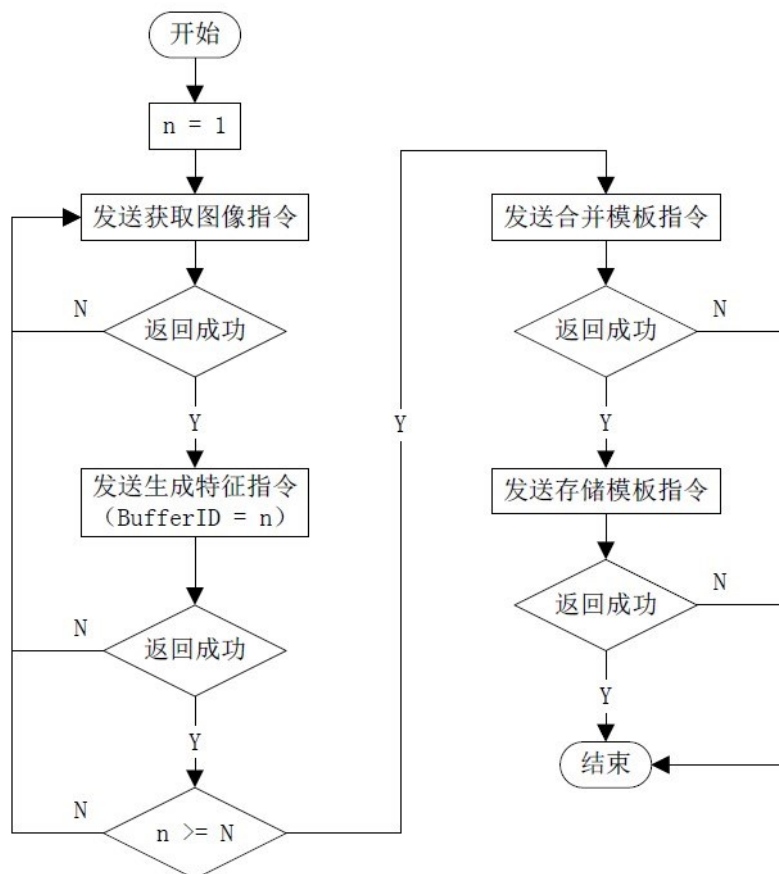 开始
n = 1
发送获取图像指令
N
返回成功
Y
发送生成特征指令
（BufferID = n）
N
返回成功
Y
N
n >= N
Y
发送合并模板指令
N
返回成功
Y
发送存储模板指令
N
返回成功
Y
结束